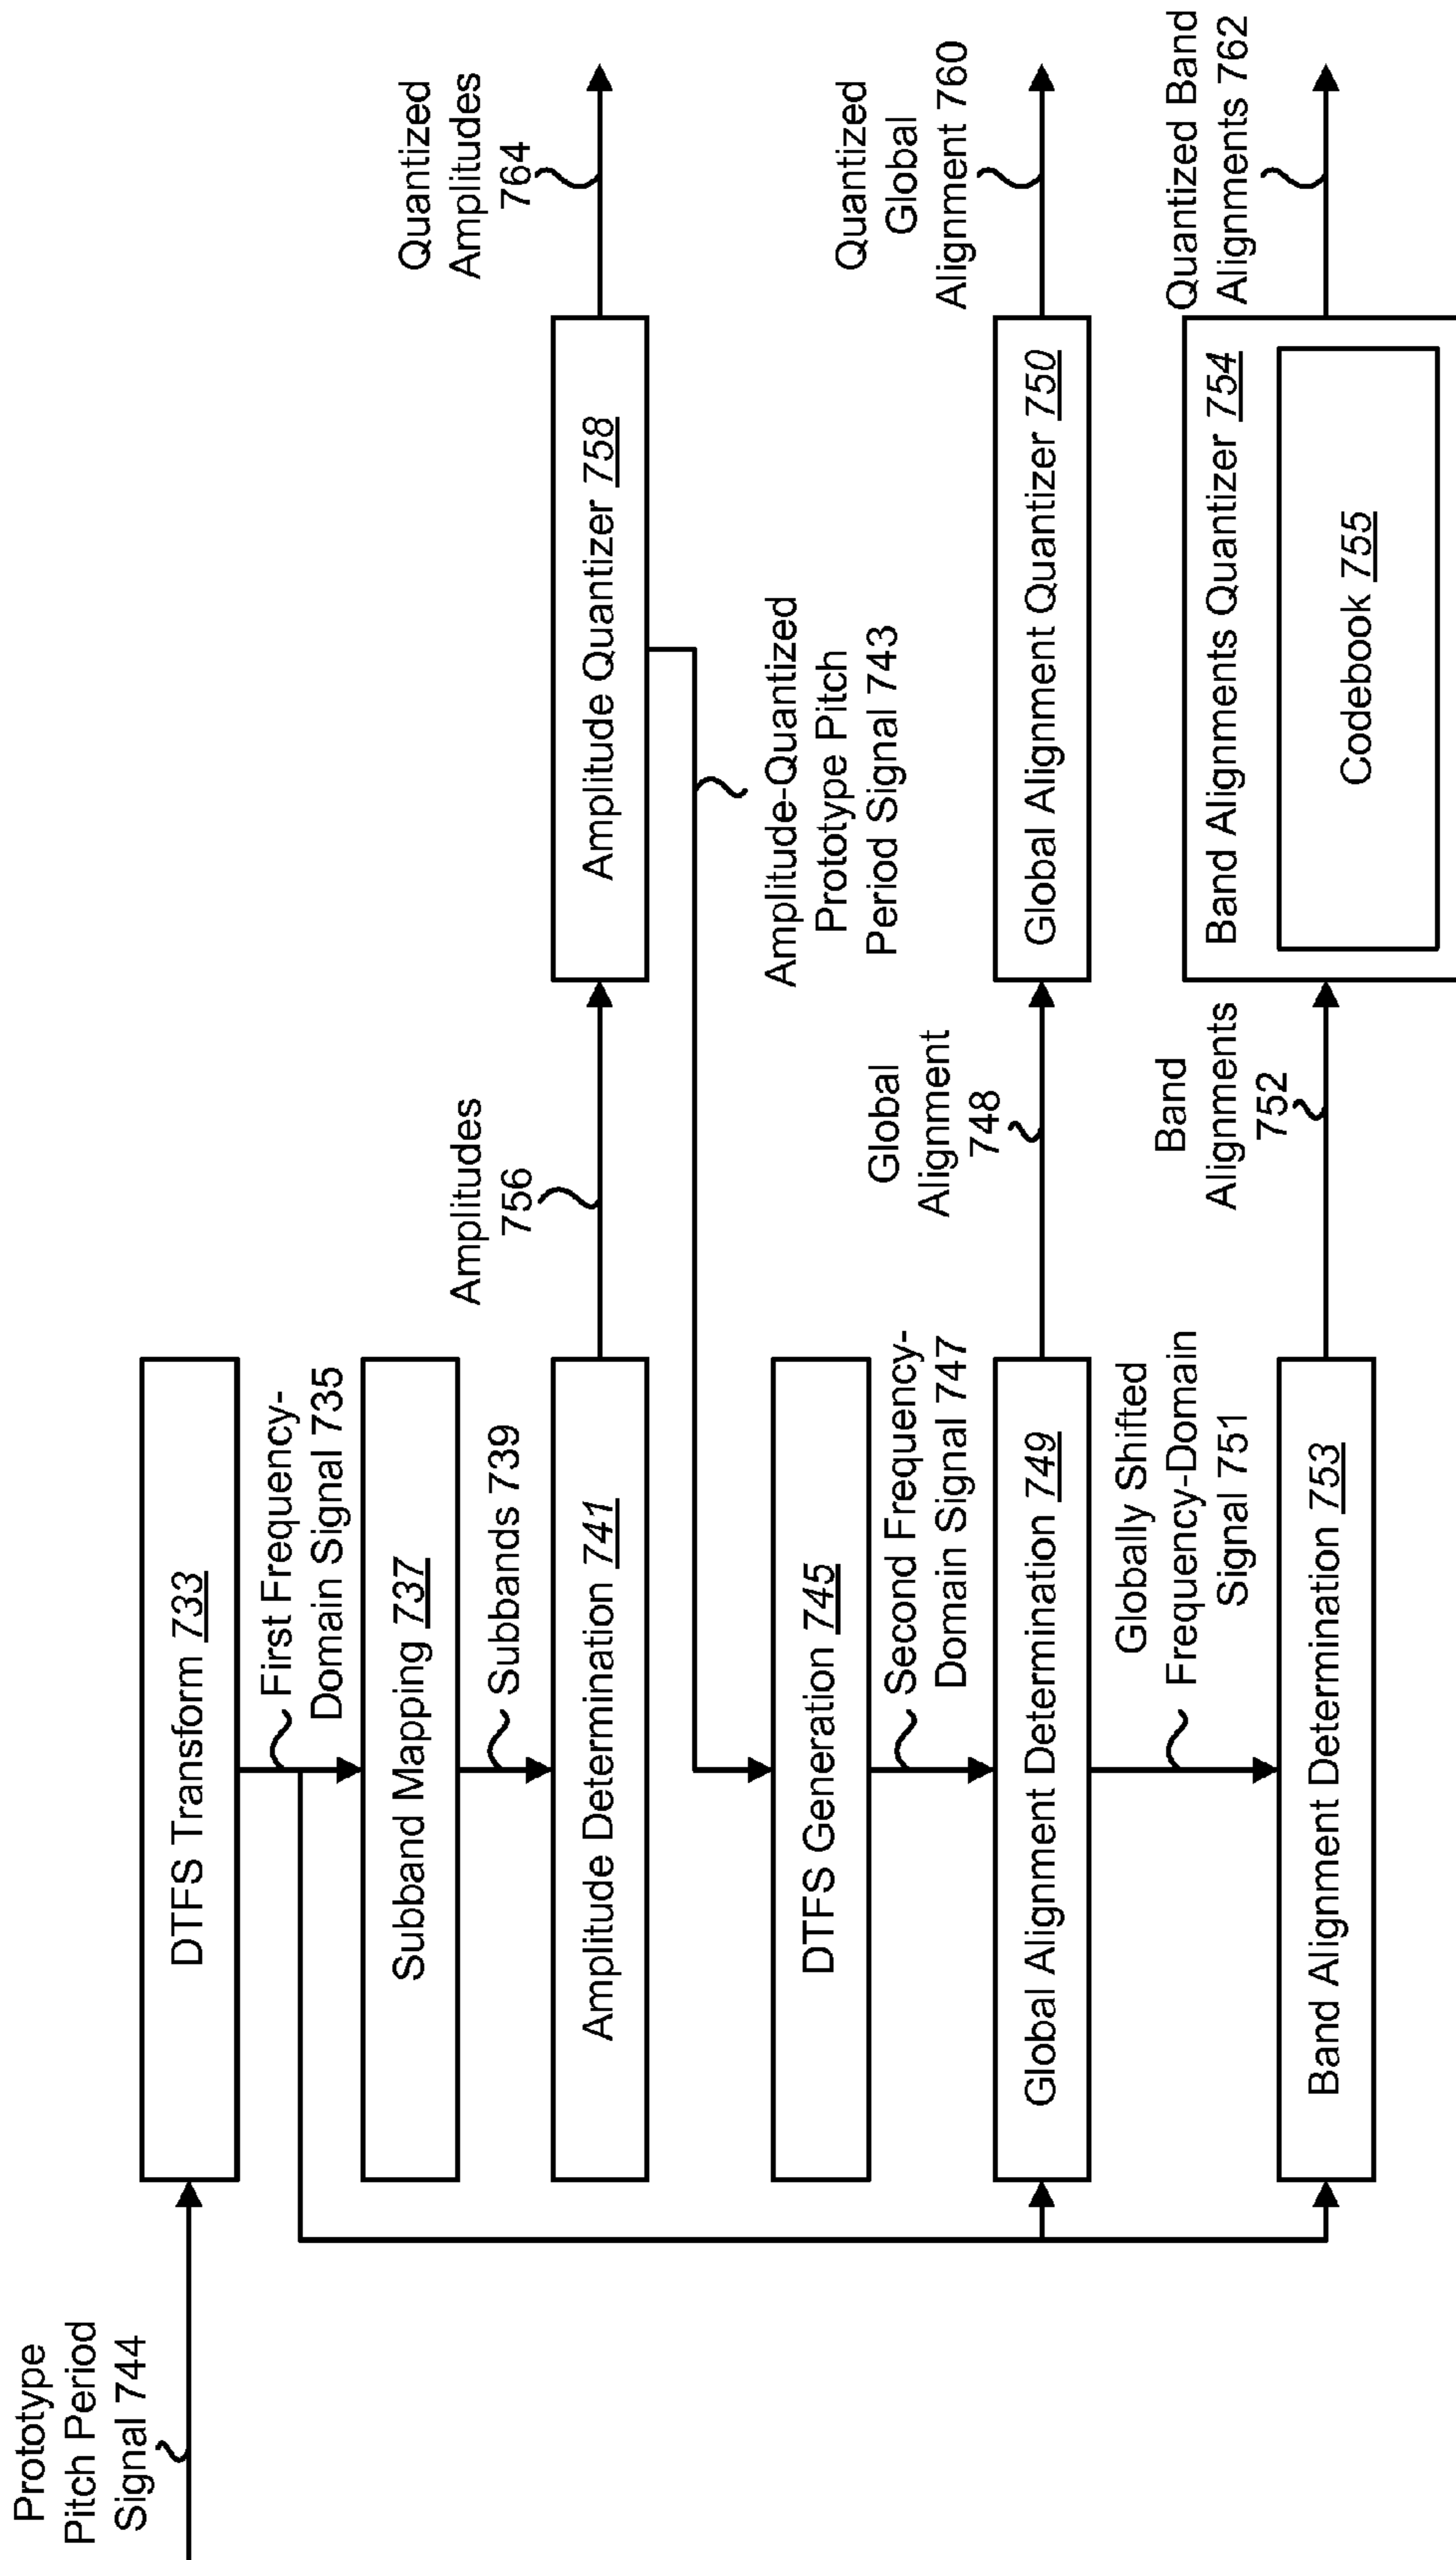 Prototype
Pitch Period
Signal 744
DTFS Transform 733
First Frequency-
Domain Signal 735
Subband Mapping 737
Subbands 739
Amplitude Determination 741
Amplitudes
756
Amplitude Quantizer 758
Quantized
Amplitudes
764
Amplitude-Quantized
Prototype Pitch
Period Signal 743
DTFS Generation 745
Second Frequency-
Domain Signal 747
Global Alignment Determination 749
Global
Alignment
748
Global Alignment Quantizer 750
Quantized
Global
Alignment 760
Globally Shifted
Frequency-Domain
Signal 751
Band Alignment Determination 753
Band
Alignments
752
Band Alignments Quantizer 754
Codebook 755
Quantized Band
Alignments 762